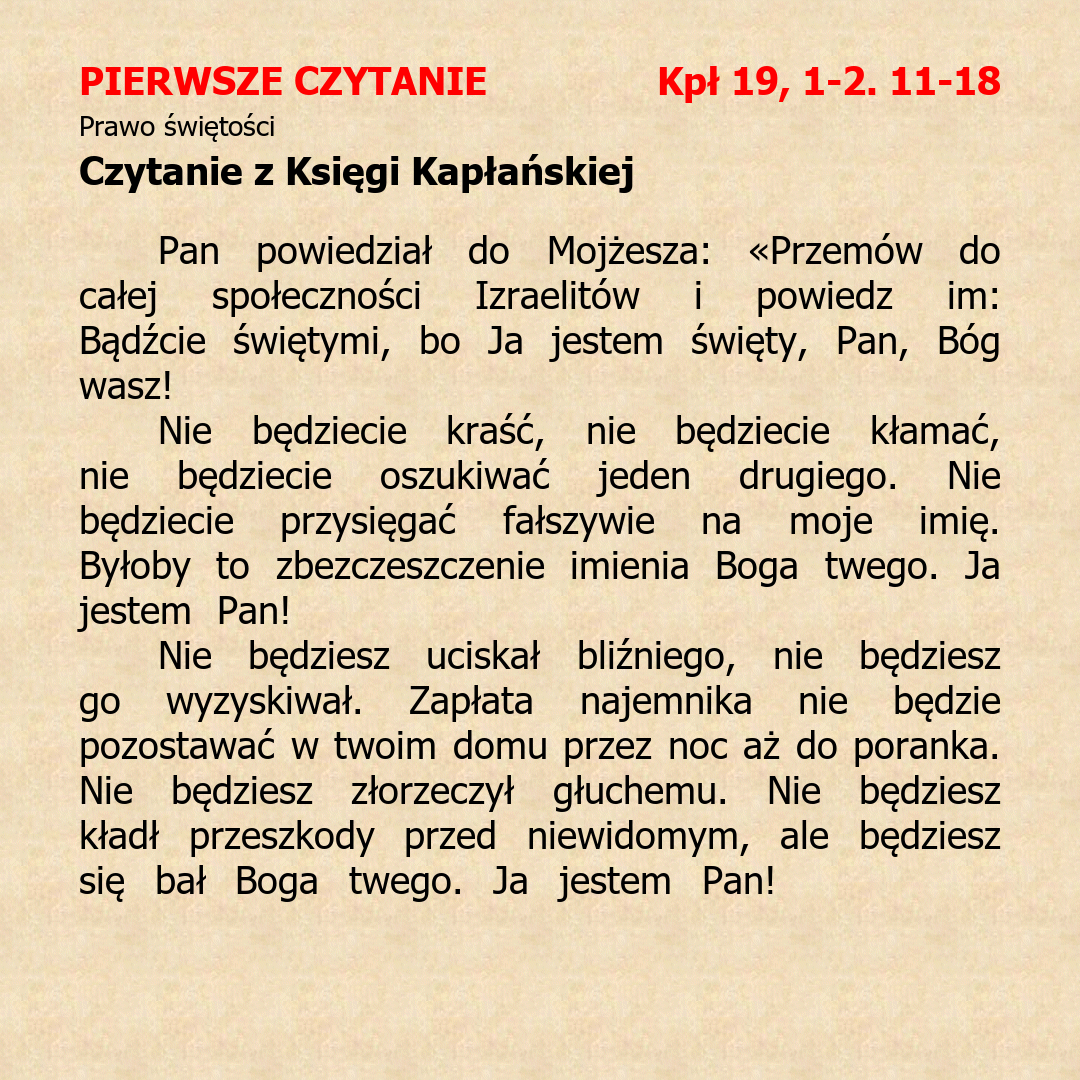 PIERWSZE CZYTANIE Kpł 19, 1-2. 11-18
Prawo świętości
Czytanie z Księgi Kapłańskiej
Pan powiedział do Mojżesza: «Przemów do
całej społeczności Izraelitów i powiedz im:
Bądźcie świętymi, bo Ja jestem święty, Pan, Bóg
wasz!
Nie będziecie kraść, nie będziecie kłamać,
nie będziecie oszukiwać jeden drugiego. Nie
będziecie przysięgać fałszywie na moje imię.
Byłoby to zbezczeszczenie imienia Boga twego. Ja
jestem Pan!
Nie będziesz uciskał bliźniego, nie będziesz
go wyzyskiwał. Zapłata najemnika nie będzie
pozostawać w twoim domu przez noc aż do poranka.
Nie będziesz złorzeczył głuchemu. Nie będziesz
kładł przeszkody przed niewidomym, ale będziesz
się bał Boga twego. Ja jestem Pan!